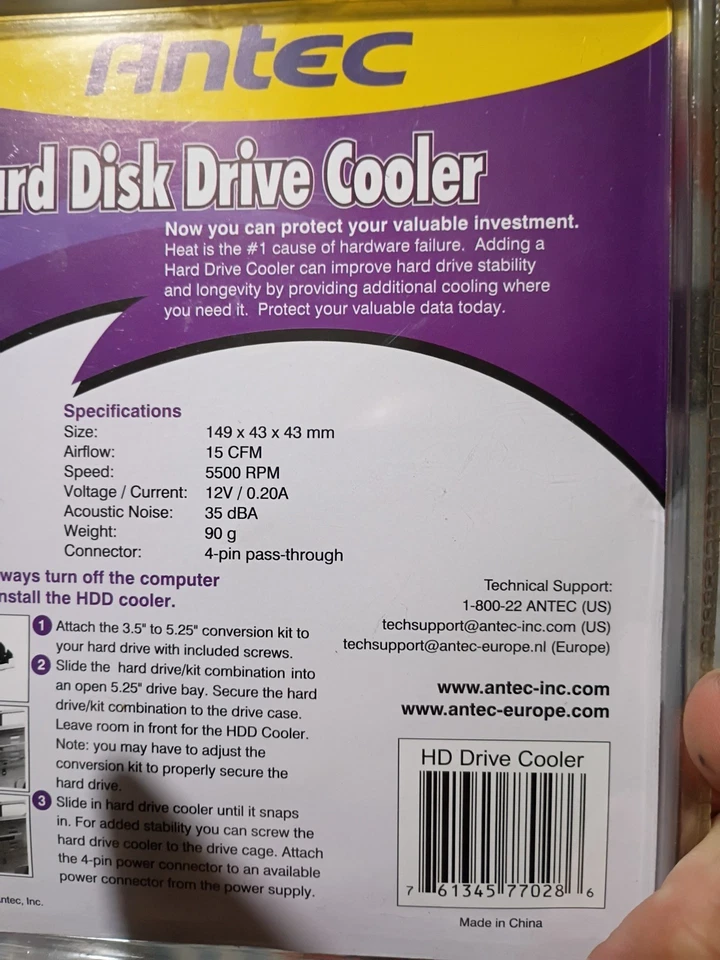 Antec
ard Disk Drive Cooler
Now you can protect your valuable investment.
Heat is the #1 cause of hardware failure. Adding a
Hard Drive Cooler can improve hard drive stability
and longevity by providing additional cooling where
you need it. Protect your valuable data today.
Specifications
Size: 149 x 43 x 43 mm
Airflow: 15 CFM
Speed: 5500 RPM
Voltage / Current: 12V / 0.20A
Acoustic Noise: 35 dBA
Weight: 90 g
Connector: 4-pin pass-through
ways turn off the computer
nstall the HDD cooler.
1 Attach the 3.5" to 5.25" conversion kit to
your hard drive with included screws.
2 Slide the hard drive/kit combination into
an open 5.25" drive bay. Secure the hard
drive/kit combination to the drive case.
Leave room in front for the HDD Cooler.
Note: you may have to adjust the
conversion kit to properly secure the
hard drive.
3 Slide in hard drive cooler until it snaps
in. For added stability you can screw the
hard drive cooler to the drive cage. Attach
the 4-pin power connector to an available
power connector from the power supply.
ntec, Inc.
Technical Support:
1-800-22 ANTEC (US)
techsupport@antec-inc.com (US)
techsupport@antec-europe.nl (Europe)
www.antec-inc.com
www.antec-europe.com
HD Drive Cooler
7 61345 77028 6
Made in China